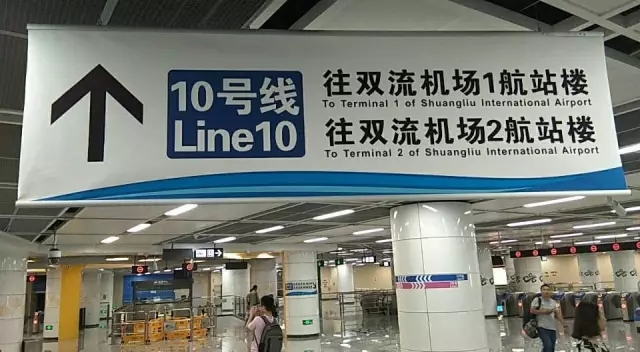 10号线
Line10
往双流机场1航站楼
To Terminal 1 of Shuangliu International Airport
往双流机场2航站楼
To Terminal 2 of Shuangliu International Airport